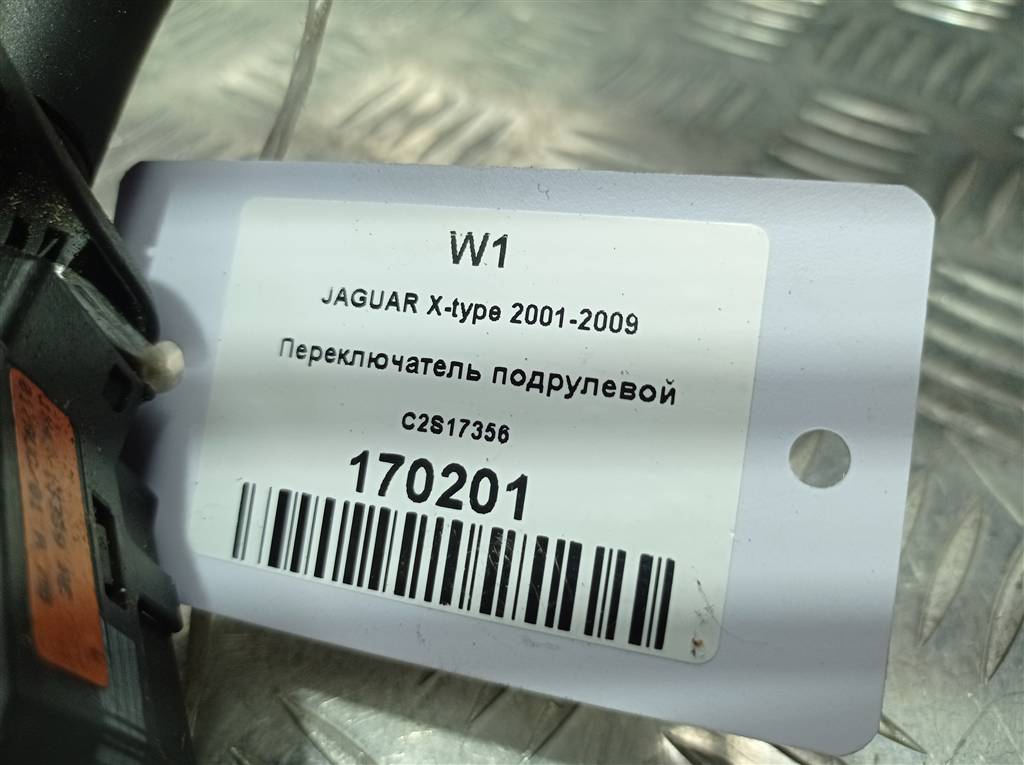 W1
JAGUAR X-type 2001-2009
Переключатель подрулевой
C2S17356
170201